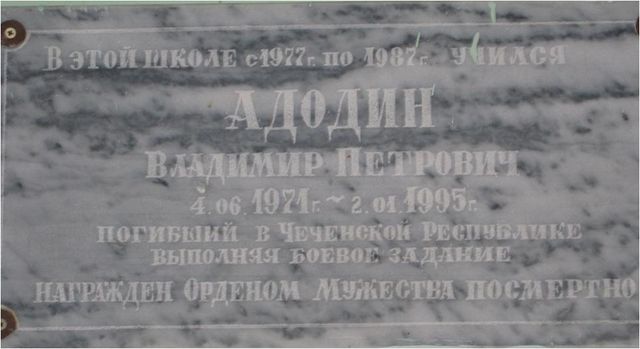 В этой школе с 1977г. по 1987г. учился
АДОДИН
Владимир Петрович
4.06.1971г. ~ 2.01.1995г.
погибший в Чеченской Республике
выполняя боевое задание
награжден Орденом Мужества посмертно